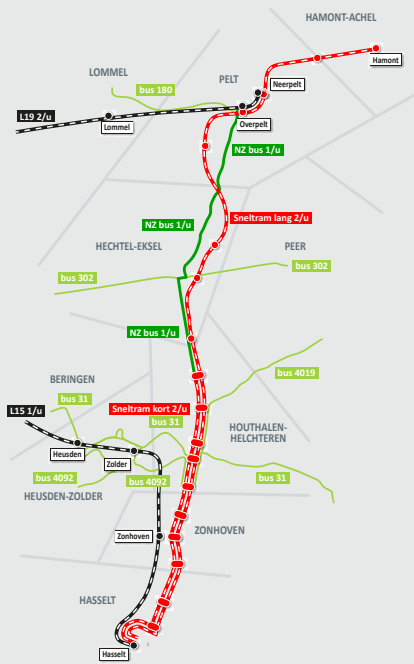 HAMONT-ACHEL
Hamont
LOMMEL
PELT
Neerpelt
bus 180
L19 2/u
Lommel
Overpelt
NZ bus 1/u
NZ bus 1/u
Sneltram lang 2/u
HECHTEL-EKSEL
PEER
bus 302
bus 302
NZ bus 1/u
BERINGEN
bus 4019
bus 31
L15 1/u
Sneltram kort 2/u
bus 31
HOUTHALEN-
HELCHTEREN
Heusden
Zolder
bus 4092
bus 4092
bus 31
HEUSDEN-ZOLDER
Zonhoven
ZONHOVEN
HASSELT
Hasselt